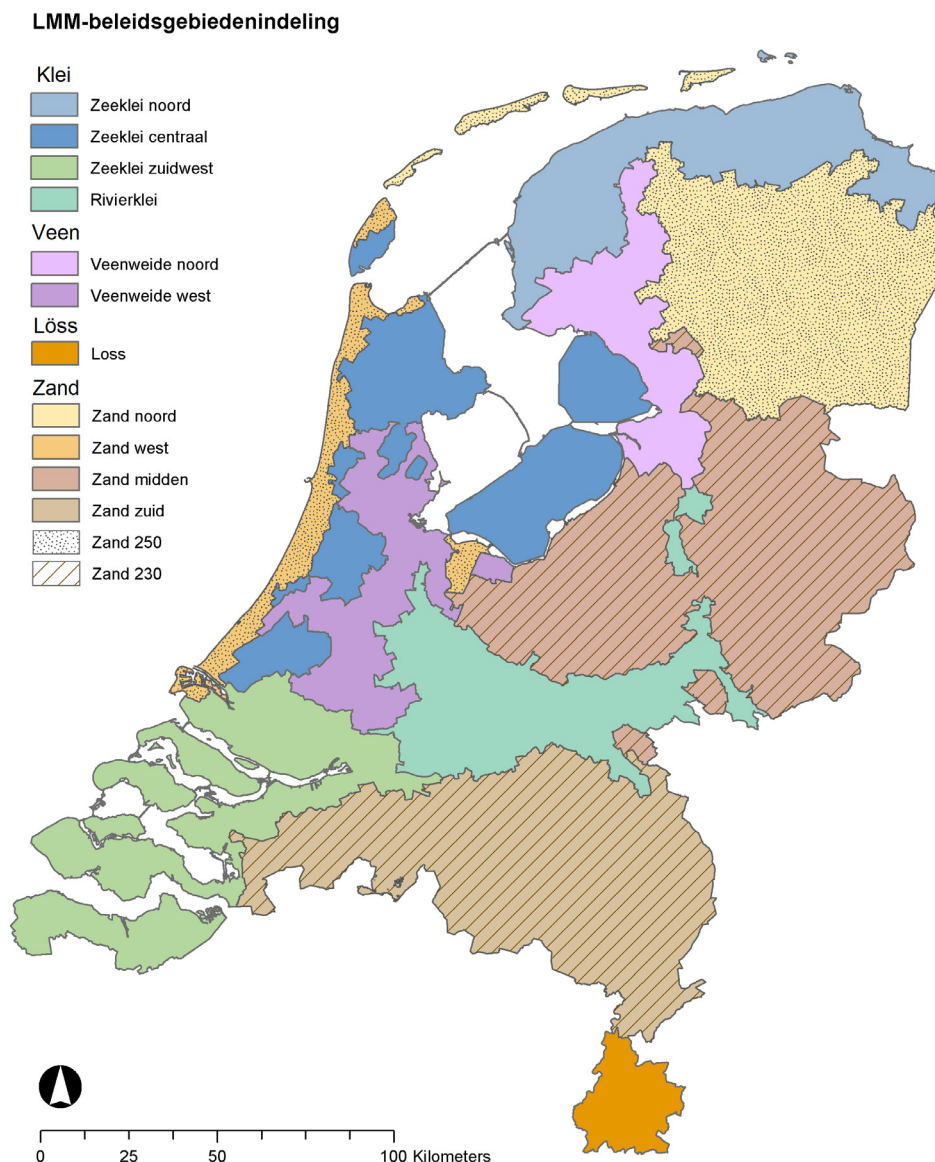 LMM-beleidsgebiedenindeling
Klei
Zeeklei noord
Zeeklei centraal
Zeeklei zuidwest
Rivierklei
Veen
Veenweide noord
Veenweide west
Löss
Loss
Zand
Zand noord
Zand west
Zand midden
Zand zuid
Zand 250
Zand 230
0 25 50 100 Kilometers